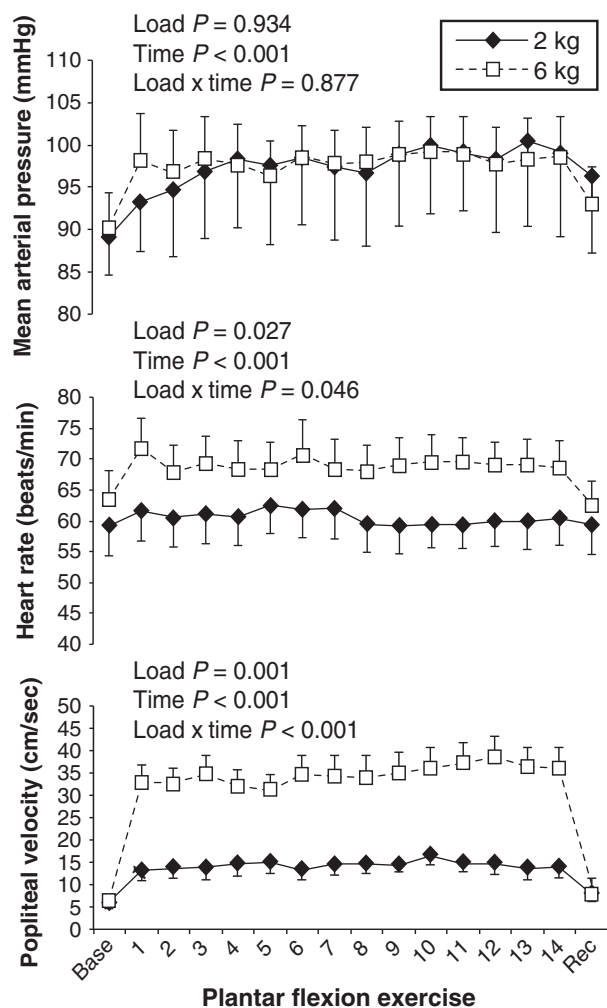 Load P = 0.934
Time P < 0.001
Load x time P = 0.877
2 kg
6 kg
Mean arterial pressure (mmHg)
110
105
100
95
90
85
80
Load P = 0.027
Time P < 0.001
Load x time P = 0.046
Heart rate (beats/min)
80
75
70
65
60
55
50
45
40
Load P = 0.001
Time P < 0.001
Load x time P < 0.001
Popliteal velocity (cm/sec)
50
45
40
35
30
25
20
15
10
5
0
Base 1 2 3 4 5 6 7 8 9 10 11 12 13 14 Rec
Plantar flexion exercise